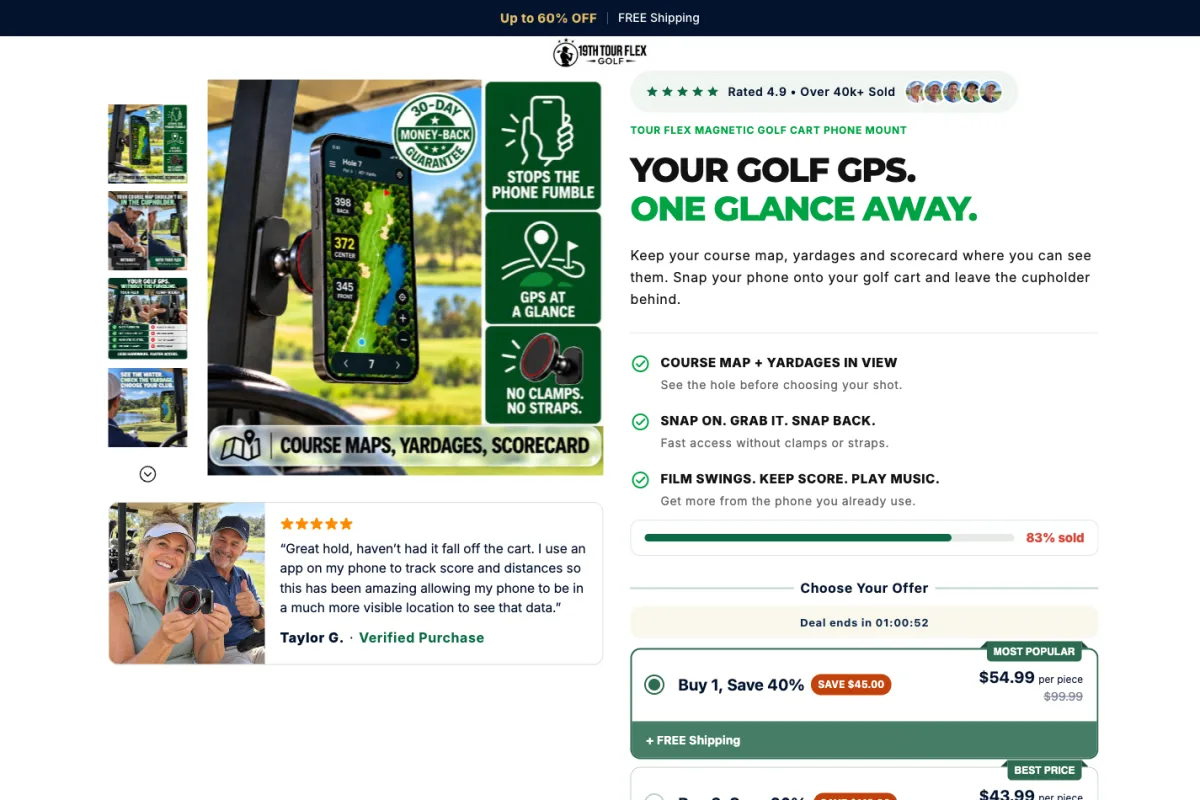 Up to 60% OFF
FREE Shipping
19TH TOUR FLEX
GOLF
30-DAY
MONEY-BACK
GUARANTEE
Hole 7
398
BACK
372
CENTER
345
FRONT
7
STOPS THE
PHONE FUMBLE
GPS AT
A GLANCE
NO CLAMPS.
NO STRAPS.
COURSE MAPS, YARDAGES, SCORECARD
“Great hold, haven’t had it fall off the cart. I use an
app on my phone to track score and distances so
this has been amazing allowing my phone to be in
a much more visible location to see that data.”
Taylor G. · Verified Purchase
Rated 4.9 • Over 40k+ Sold
TOUR FLEX MAGNETIC GOLF CART PHONE MOUNT
YOUR GOLF GPS.
ONE GLANCE AWAY.
Keep your course map, yardages and scorecard where you can see
them. Snap your phone onto your golf cart and leave the cupholder
behind.
COURSE MAP + YARDAGES IN VIEW
See the hole before choosing your shot.
SNAP ON. GRAB IT. SNAP BACK.
Fast access without clamps or straps.
FILM SWINGS. KEEP SCORE. PLAY MUSIC.
Get more from the phone you already use.
83% sold
Choose Your Offer
Deal ends in 01:00:52
MOST POPULAR
Buy 1, Save 40%
SAVE $45.00
$54.99 per piece
$99.99
+ FREE Shipping
BEST PRICE
$43.99 per piece